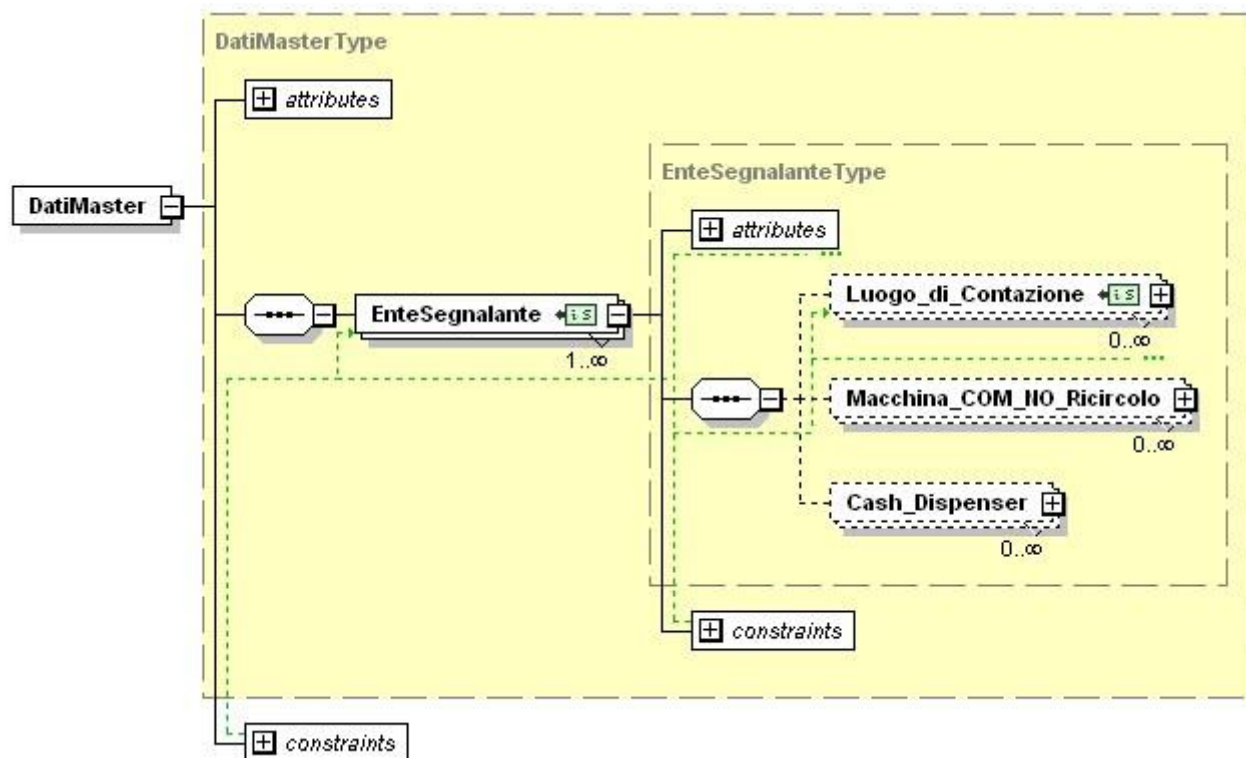 DatiMasterType
attributes
EnteSegnalanteType
DatiMaster
attributes
Luogo_di_Contazione
EnteSegnalante
0..∞
1..∞
Macchina_COM_NO_Ricircolo
0..∞
Cash_Dispenser
0..∞
constraints
constraints